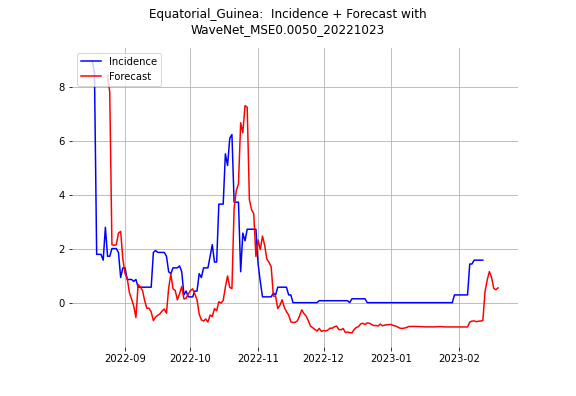 Equatorial_Guinea:  Incidence + Forecast with
WaveNet_MSE0.0050_20221023
Incidence
Forecast
8
6
4
2
0
2022-09 2022-10 2022-11 2022-12 2023-01 2023-02